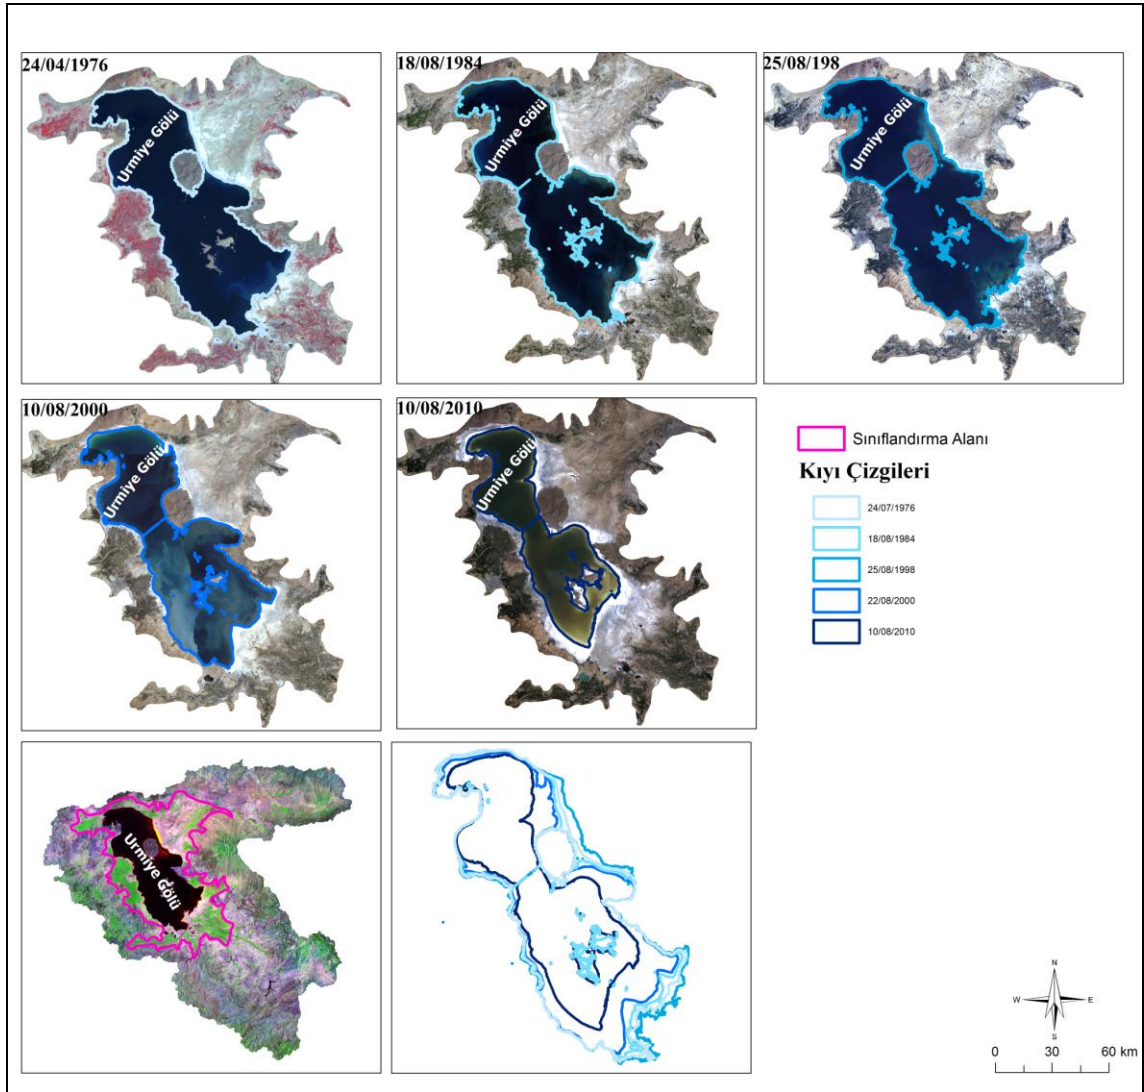 24/04/1976
Urmiye Gölü
18/08/1984
Urmiye Gölü
25/08/198
Urmiye Gölü
10/08/2000
Urmiye Gölü
10/08/2010
Urmiye Gölü
Sınıflandırma Alanı
Kıyı Çizgileri
24/07/1976
18/08/1984
25/08/1998
22/08/2000
10/08/2010
Urmiye Gölü
N
W E
S
0 30 60 km